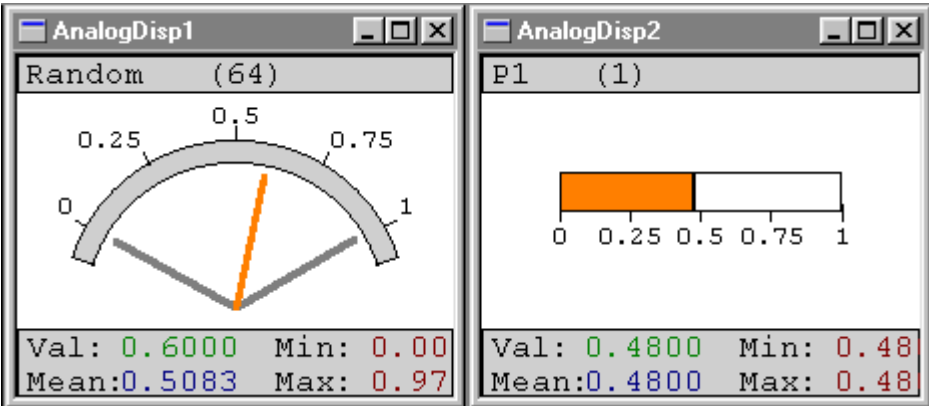 AnalogDisp1
Random (64)
0.5
0.25 0.75
0 1
Val: 0.6000 Min: 0.00
Mean:0.5083 Max: 0.97
AnalogDisp2
P1 (1)
0 0.25 0.5 0.75 1
Val: 0.4800 Min: 0.48
Mean:0.4800 Max: 0.48